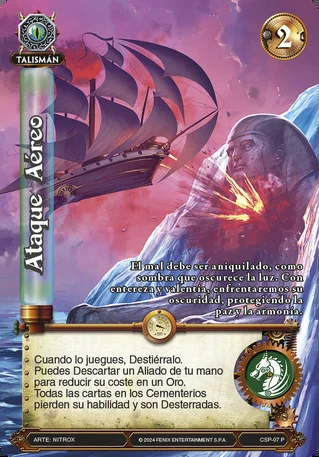 2
TALISMÁN
Ataque Aéreo
El mal debe ser aniquilado, como
sombra que oscurece la luz. Con
entereza y valentía, enfrentaremos su
oscuridad, protegiendo la
paz y la armonía.
Cuando lo juegues, Destiérralo.
Puedes Descartar un Aliado de tu mano
para reducir su coste en un Oro.
Todas las cartas en los Cementerios
pierden su habilidad y son Desterradas.
ARTE: NITROX
© 2024 FENIX ENTERTAINMENT S.P.A.
CSP-07 P